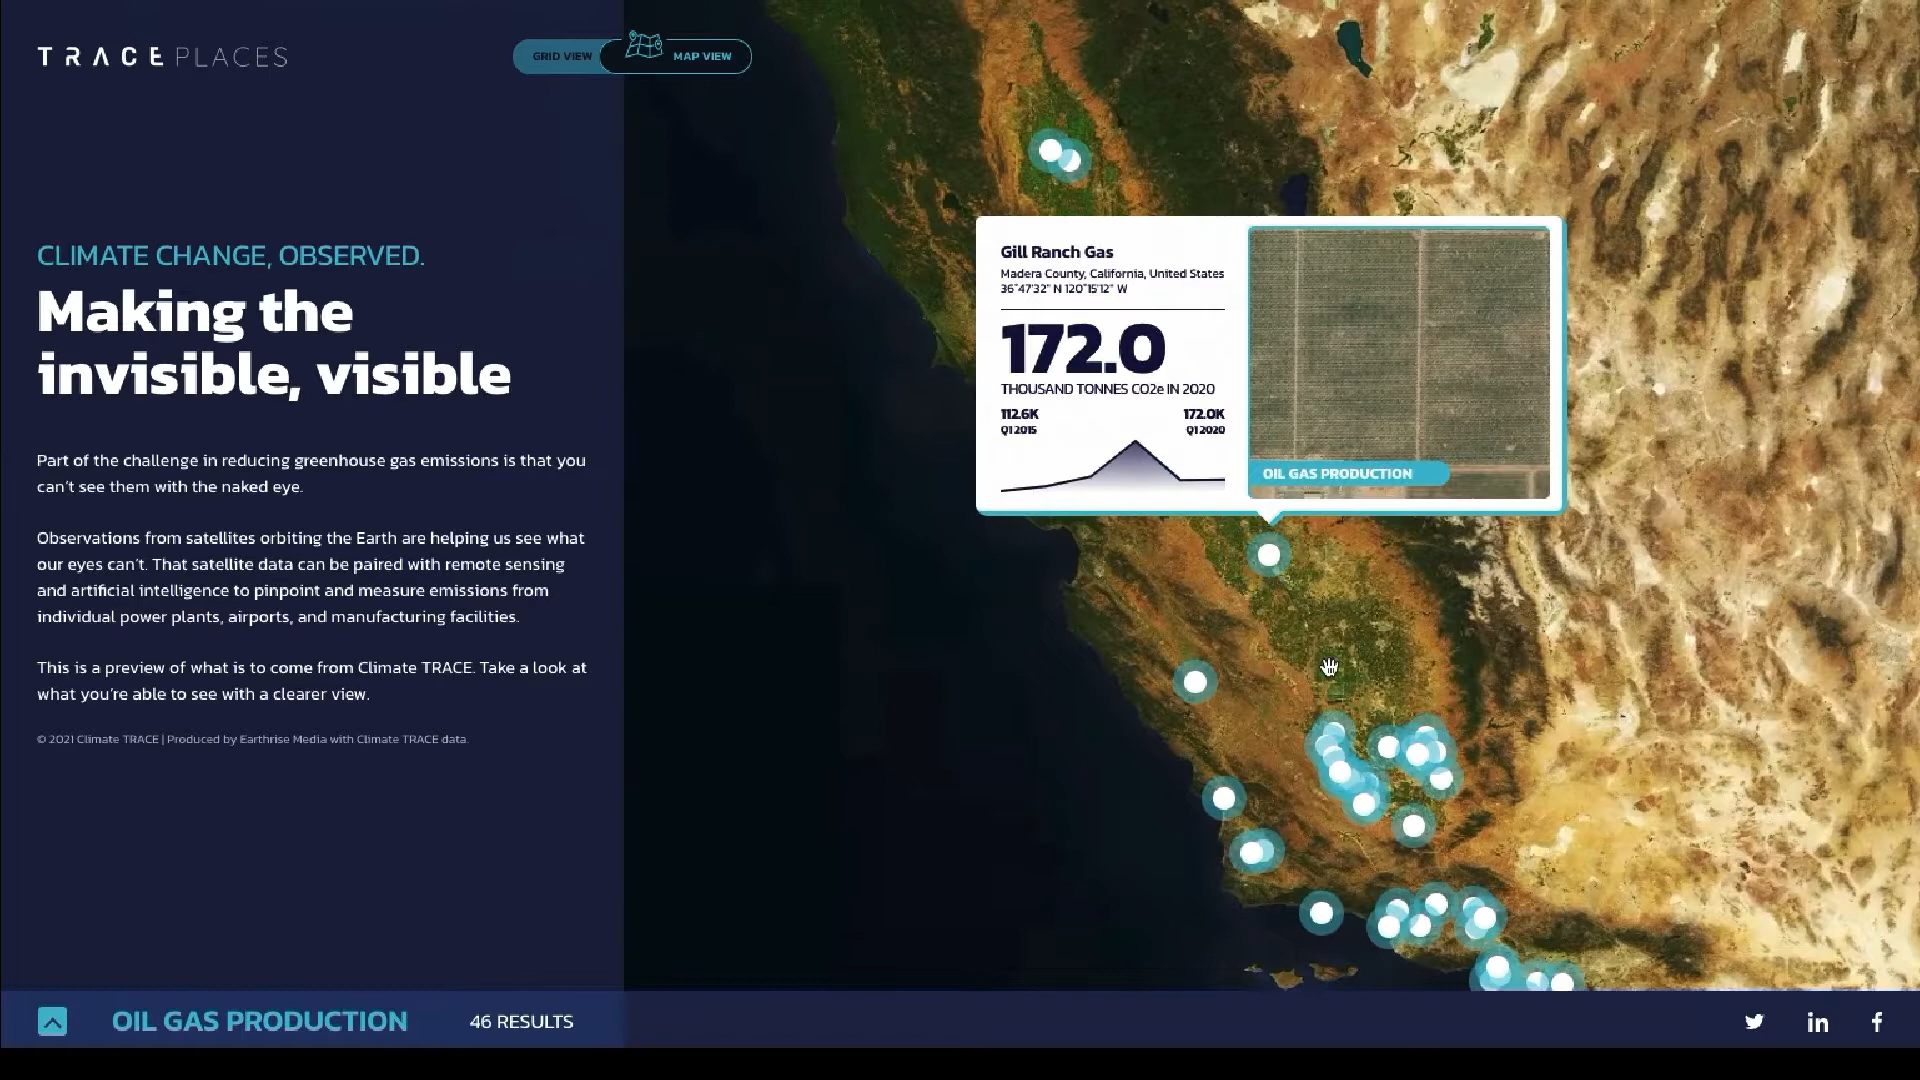 TRACE PLACES
GRID VIEW
MAP VIEW
CLIMATE CHANGE, OBSERVED.
Making the
invisible, visible
Part of the challenge in reducing greenhouse gas emissions is that you
can't see them with the naked eye.
Observations from satellites orbiting the Earth are helping us see what
our eyes can't. That satellite data can be paired with remote sensing
and artificial intelligence to pinpoint and measure emissions from
individual power plants, airports, and manufacturing facilities.
This is a preview of what is to come from Climate TRACE. Take a look at
what you're able to see with a clearer view.
© 2021 Climate TRACE | Produced by Earthrise Media with Climate TRACE data.
Gill Ranch Gas
Madera County, California, United States
36°47'32" N 120°15'12" W
172.0
THOUSAND TONNES CO2e IN 2020
112.6K 172.0K
Q1 2015 Q1 2020
OIL GAS PRODUCTION
OIL GAS PRODUCTION 46 RESULTS